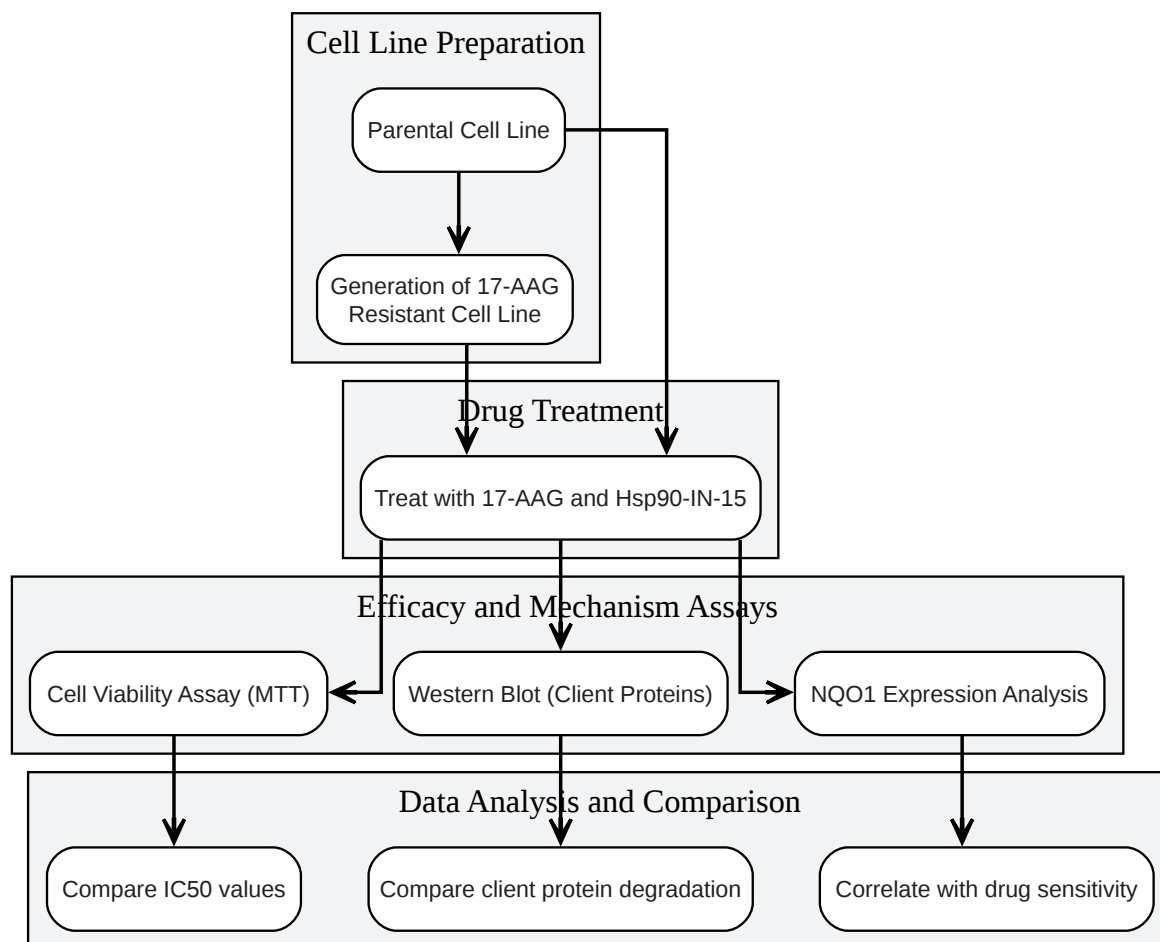 Cell Line Preparation
Parental Cell Line
Generation of 17-AAG
Resistant Cell Line
Drug Treatment
Treat with 17-AAG and Hsp90-IN-15
Efficacy and Mechanism Assays
Cell Viability Assay (MTT)
Western Blot (Client Proteins)
NQO1 Expression Analysis
Data Analysis and Comparison
Compare IC50 values
Compare client protein degradation
Correlate with drug sensitivity